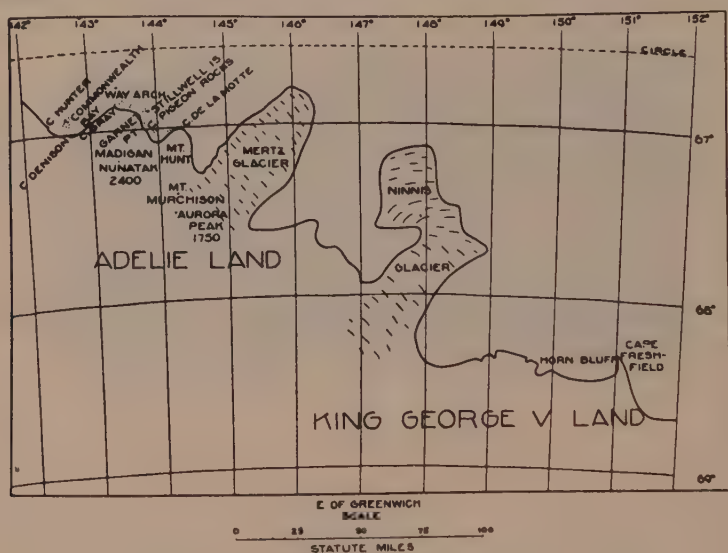 142° 143° 144° 145° 146° 147° 148° 149° 150° 151° 152°
CIRCLE
C HUNTER
COMMONWEALTH
BAY
C DENISON
C GRAY
WAY ARCH
GARNET
PT
STILLWELL IS
C PIGEON ROCKS
C DE LA MOTTE
67°
MADIGAN
NUNATAK
2400
MT.
HUNT
MERTZ
GLACIER
MT.
MURCHISON
AURORA
PEAK
1750
NINNIS
GLACIER
ADELIE LAND
68°
HORN BLUFF
CAPE
FRESH-
FIELD
KING GEORGE V LAND
69°
E OF GREENWICH
SCALE
0 25 50 75 100
STATUTE MILES